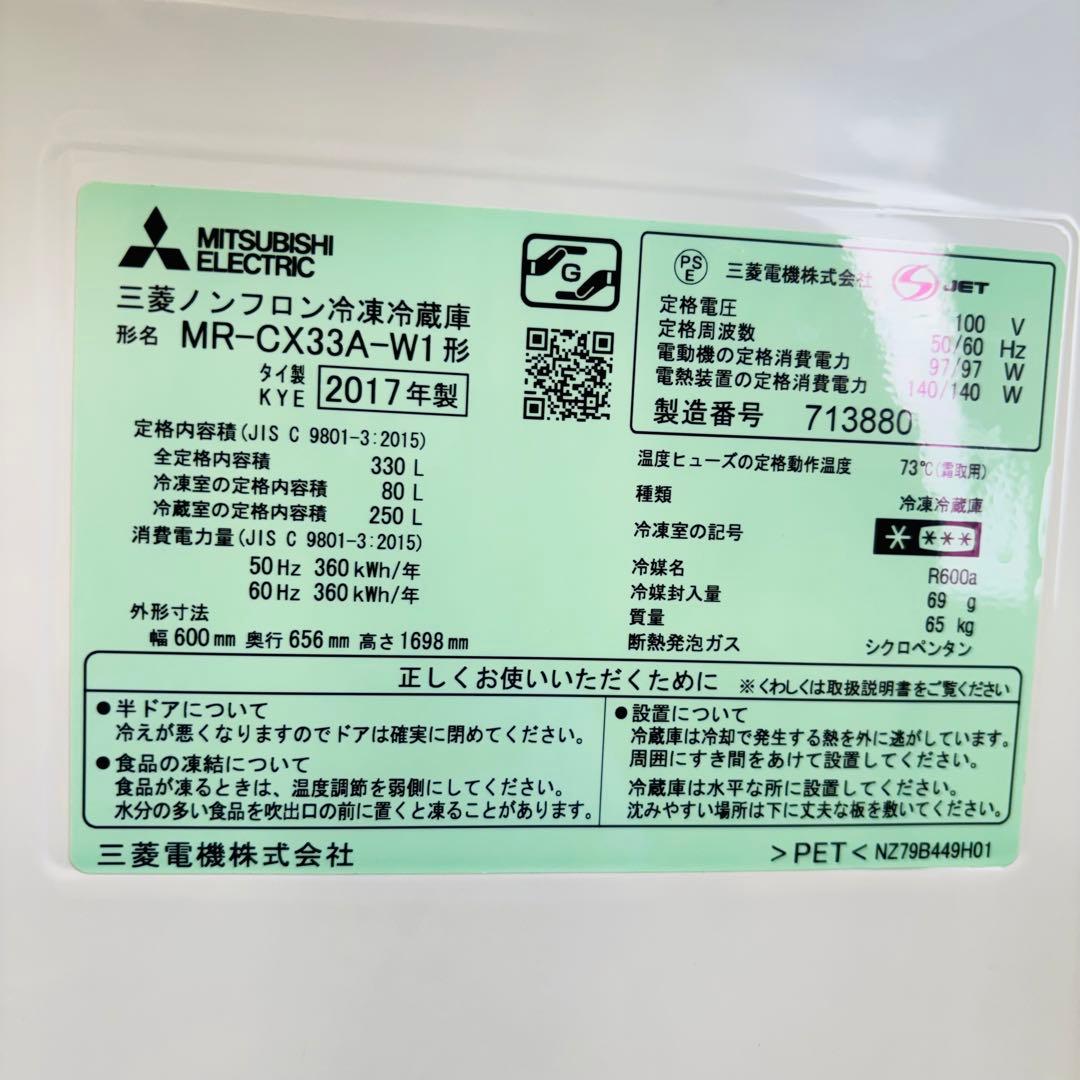 MITSUBISHI
ELECTRIC
三菱ノンフロン冷凍冷蔵庫
形名 MR-CX33A-W1形
タイ製
KYE 2017年製
定格内容積(JIS C 9801-3:2015)
全定格内容積 330 L
冷凍室の定格内容積 80 L
冷蔵室の定格内容積 250 L
消費電力量(JIS C 9801-3:2015)
50 Hz 360 kWh/年
60 Hz 360 kWh/年
外形寸法
幅 600 mm 奥行 656 mm 高さ 1698 mm
G
PSE 三菱電機株式会社 S JET
定格電圧 100 V
定格周波数 50/60 Hz
電動機の定格消費電力 97/97 W
電熱装置の定格消費電力 140/140 W
製造番号 713880
温度ヒューズの定格動作温度 73℃(霜取用)
種類 冷凍冷蔵庫
冷凍室の記号 * ***
冷媒名 R600a
冷媒封入量 69 g
質量 65 kg
断熱発泡ガス シクロペンタン
正しくお使いいただくために ※くわしくは取扱説明書をご覧ください
●半ドアについて
冷えが悪くなりますのでドアは確実に閉めてください。
●食品の凍結について
食品が凍るときは、温度調節を弱側にしてください。
水分の多い食品を吹出口の前に置くと凍ることがあります。
●設置について
冷蔵庫は冷却で発生する熱を外に逃がしています。
周囲にすき間をあけて設置してください。
冷蔵庫は水平な所に設置してください。
沈みやすい場所は下に丈夫な板を敷いてください。
三菱電機株式会社
>PET< NZ79B449H01